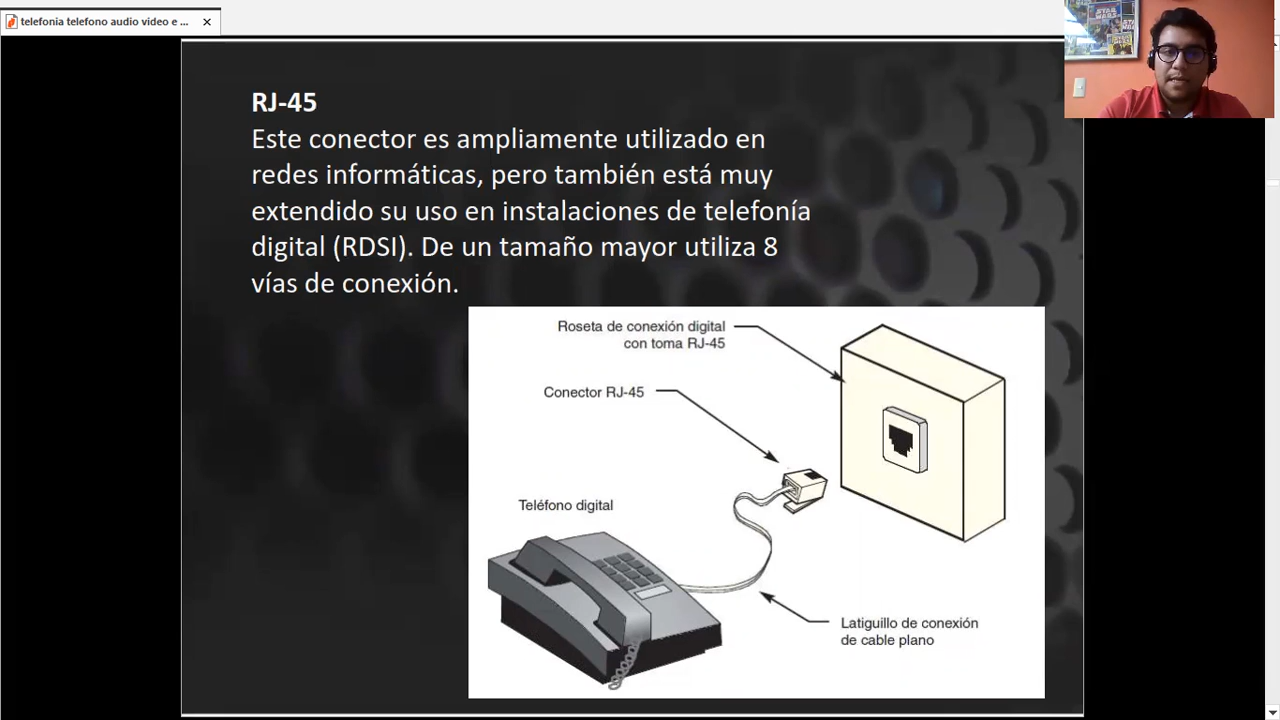 telefonia telefono audio video e ...
RJ-45
Este conector es ampliamente utilizado en
redes informáticas, pero también está muy
extendido su uso en instalaciones de telefonía
digital (RDSI). De un tamaño mayor utiliza 8
vías de conexión.
Roseta de conexión digital
con toma RJ-45
Conector RJ-45
Teléfono digital
Latiguillo de conexión
de cable plano
STAR
WARS